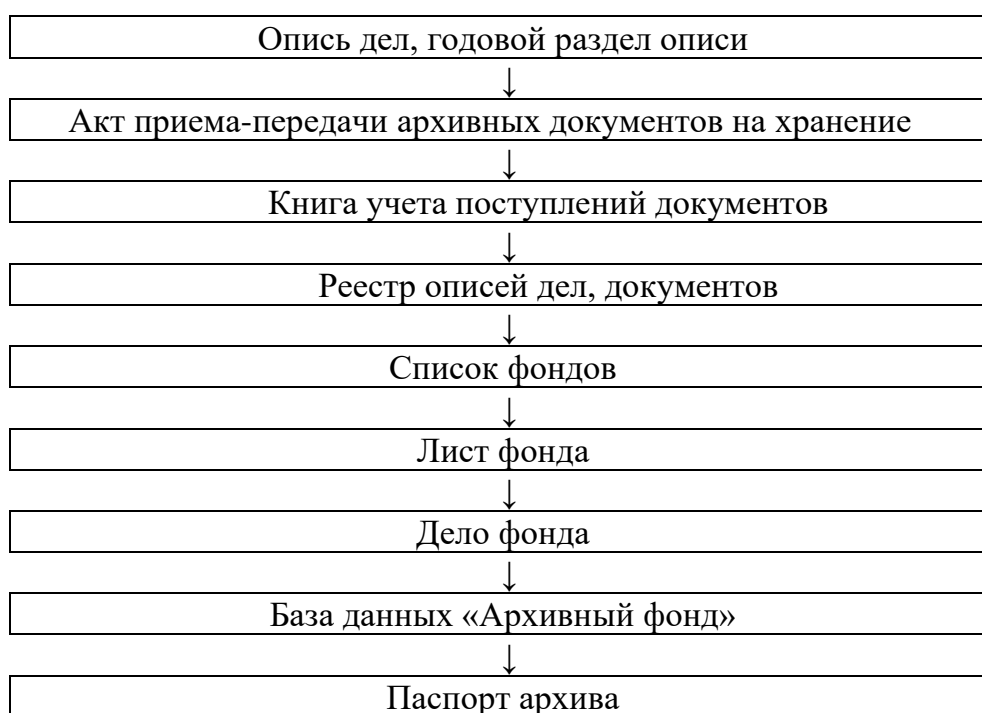 Опись дел, годовой раздел описи
↓
Акт приема-передачи архивных документов на хранение
↓
Книга учета поступлений документов
↓
Реестр описей дел, документов
↓
Список фондов
↓
Лист фонда
↓
Дело фонда
↓
База данных «Архивный фонд»
↓
Паспорт архива